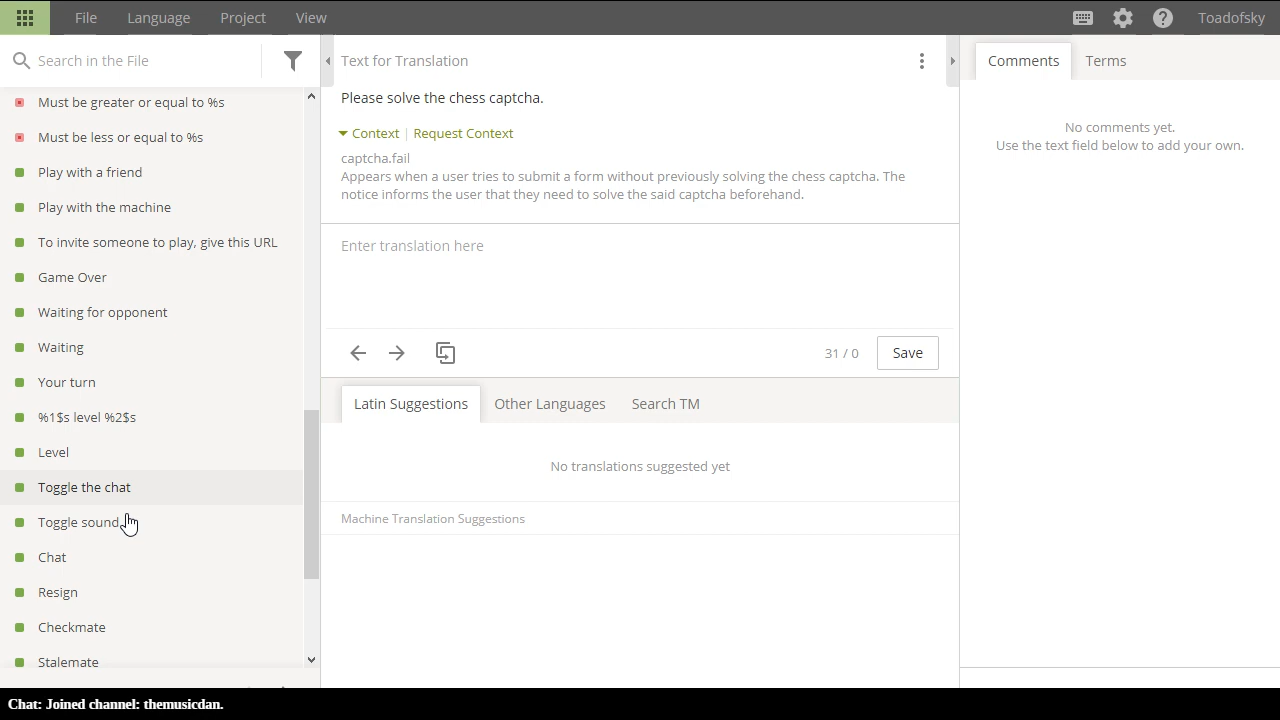 File Language Project View Toadofsky
Search in the File
Must be greater or equal to %s
Must be less or equal to %s
Play with a friend
Play with the machine
To invite someone to play, give this URL
Game Over
Waiting for opponent
Waiting
Your turn
%1$s level %2$s
Level
Toggle the chat
Toggle sound
Chat
Resign
Checkmate
Stalemate
Text for Translation
Please solve the chess captcha.
Context | Request Context
captcha.fail
Appears when a user tries to submit a form without previously solving the chess captcha. The
notice informs the user that they need to solve the said captcha beforehand.
Enter translation here
31 / 0 Save
Latin Suggestions Other Languages Search TM
No translations suggested yet
Machine Translation Suggestions
Comments Terms
No comments yet.
Use the text field below to add your own.
Chat: Joined channel: themusicdan.